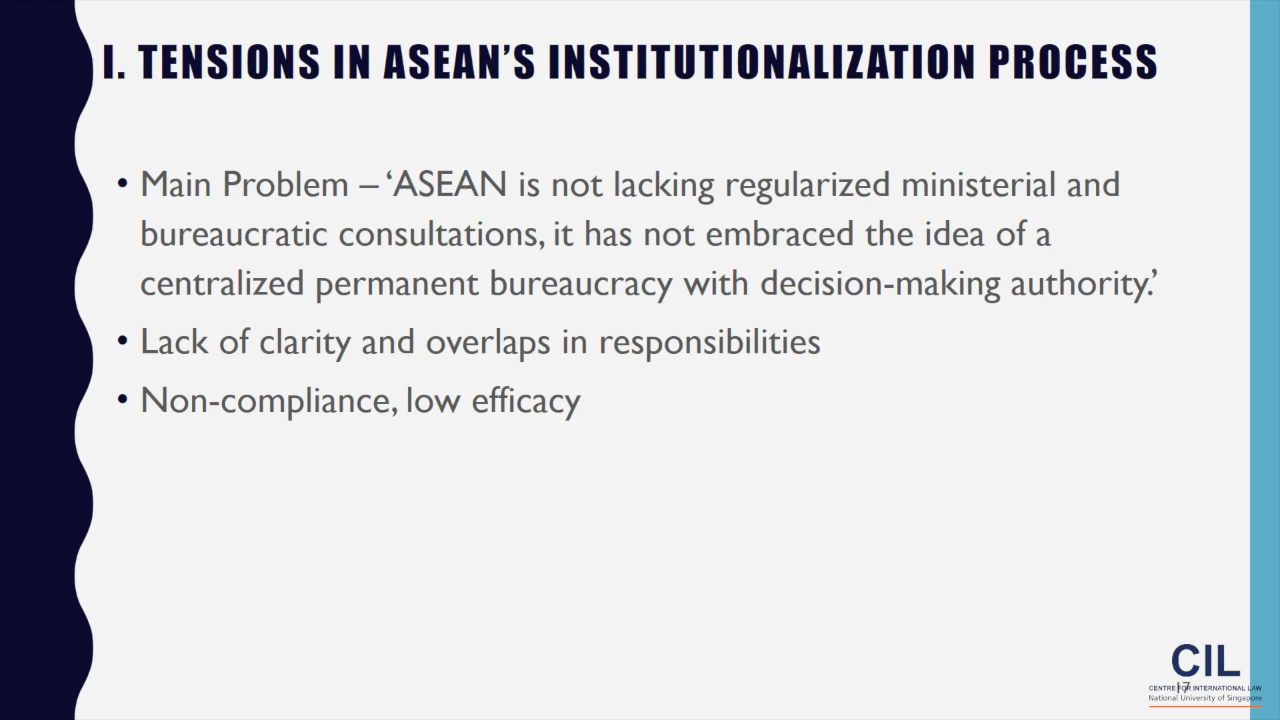 I. TENSIONS IN ASEAN’S INSTITUTIONALIZATION PROCESS
• Main Problem – ‘ASEAN is not lacking regularized ministerial and
bureaucratic consultations, it has not embraced the idea of a
centralized permanent bureaucracy with decision-making authority.’
• Lack of clarity and overlaps in responsibilities
• Non-compliance, low efficacy
CIL
CENTRE FOR INTERNATIONAL LAW
17
National University of Singapore